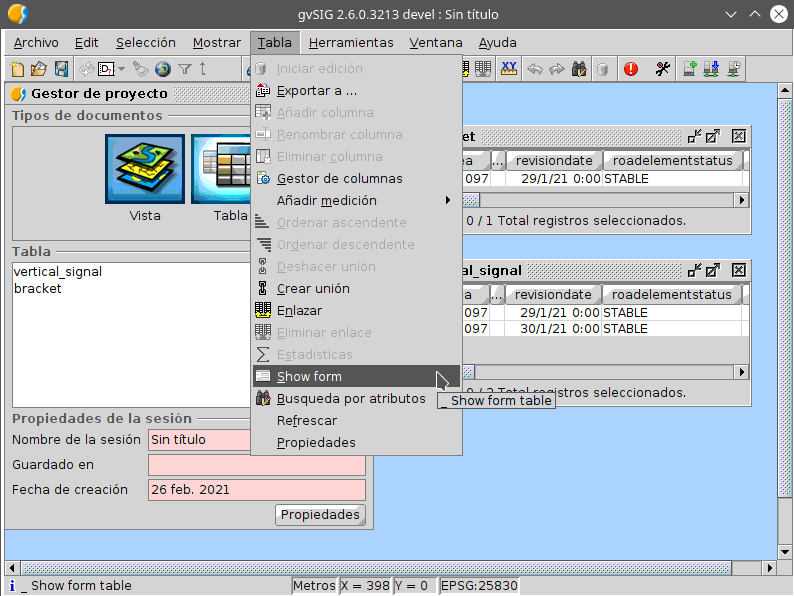 gvSIG 2.6.0.3213 devel : Sin título
Archivo Edit Selección Mostrar Tabla Herramientas Ventana Ayuda
Gestor de proyecto
Tipos de documentos
Vista
Tabla
Tabla
vertical_signal
bracket
Propiedades de la sesión
Nombre de la sesión Sin título
Guardado en
Fecha de creación 26 feb. 2021
Propiedades
Iniciar edición
Exportar a ...
Añadir columna
Renombrar columna
Eliminar columna
Gestor de columnas
Añadir medición
Ordenar ascendente
Ordenar descendente
Deshacer unión
Crear unión
Enlazar
Eliminar enlace
Estadísticas
Show form
Busqueda por atributos
Refrescar
Propiedades
_ Show form table
XY
et
ea ... revisiondate roadelementstatus
097 29/1/21 0:00 STABLE
0 / 1 Total registros seleccionados.
al_signal
a ... revisiondate roadelementstatus
097 29/1/21 0:00 STABLE
097 30/1/21 0:00 STABLE
0 / 2 Total registros seleccionados.
_ Show form table Metros X = 398 Y = 0 EPSG:25830